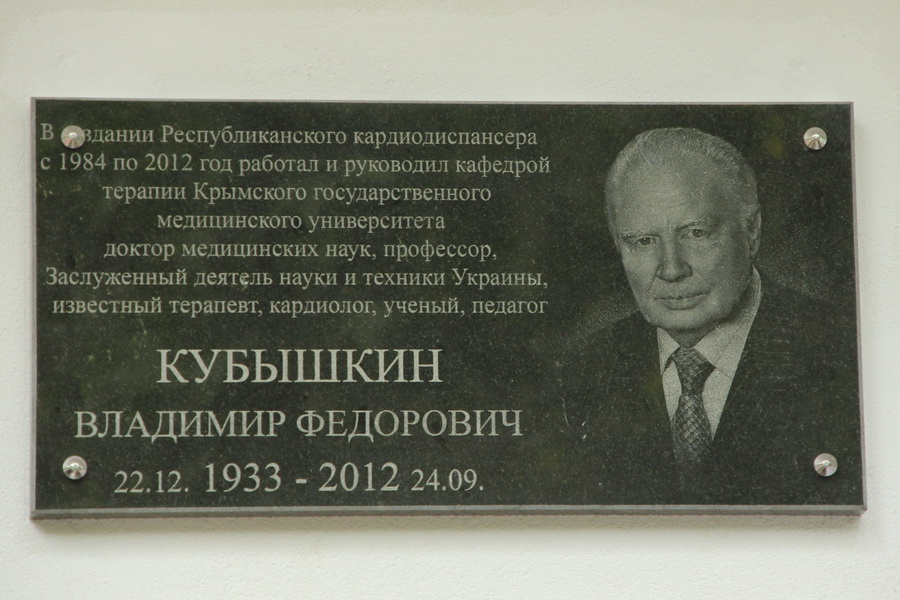 В здании Республиканского кардиодиспансера
с 1984 по 2012 год работал и руководил кафедрой
терапии Крымского государственного
медицинского университета
доктор медицинских наук, профессор,
Заслуженный деятель науки и техники Украины,
известный терапевт, кардиолог, ученый, педагог
КУБЫШКИН
ВЛАДИМИР ФЕДОРОВИЧ
22.12. 1933 - 2012 24.09.